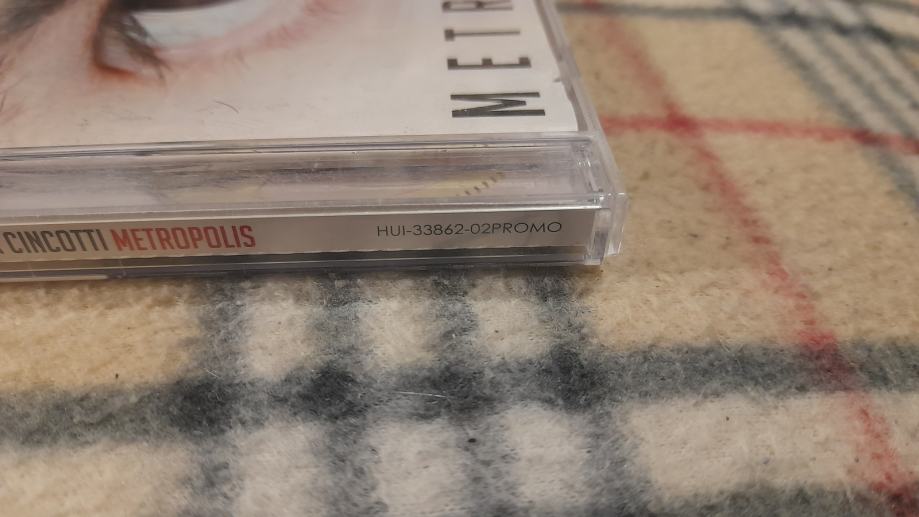 METR
CINCOTTI METROPOLIS
HUI-33862-02PROMO